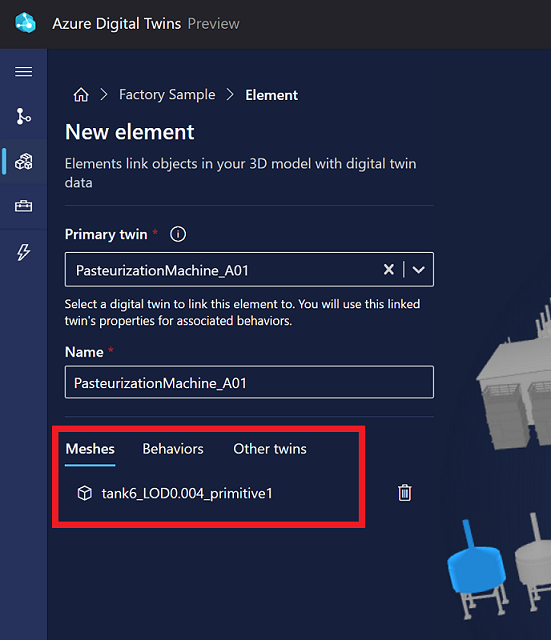 Azure Digital Twins Preview
Factory Sample Element
New element
Elements link objects in your 3D model with digital twin
data
Primary twin *
PasteurizationMachine_A01
Select a digital twin to link this element to. You will use this linked
twin's properties for associated behaviors.
Name *
PasteurizationMachine_A01
Meshes Behaviors Other twins
tank6_LOD0.004_primitive1